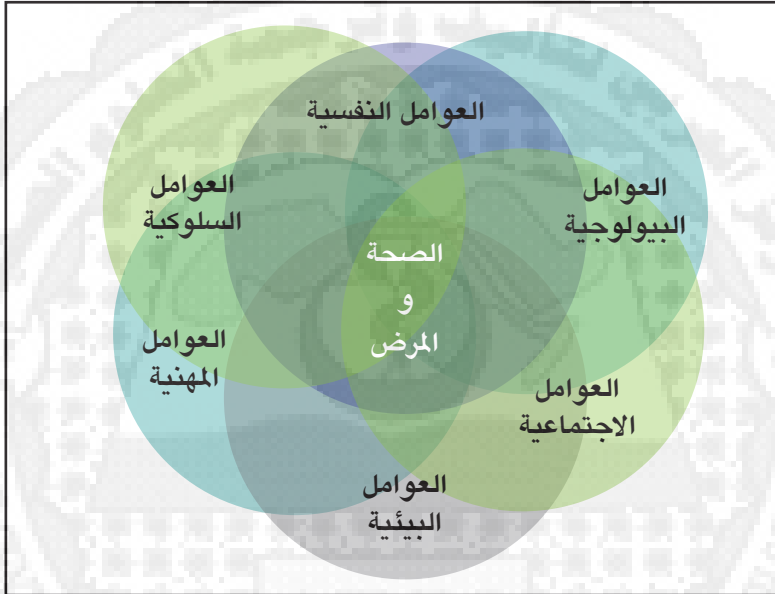 العوامل النفسية
العوامل
البيولوجية
العوامل
السلوكية
الصحة
و
المرض
العوامل
المهنية
العوامل
الاجتماعية
العوامل
البيئية